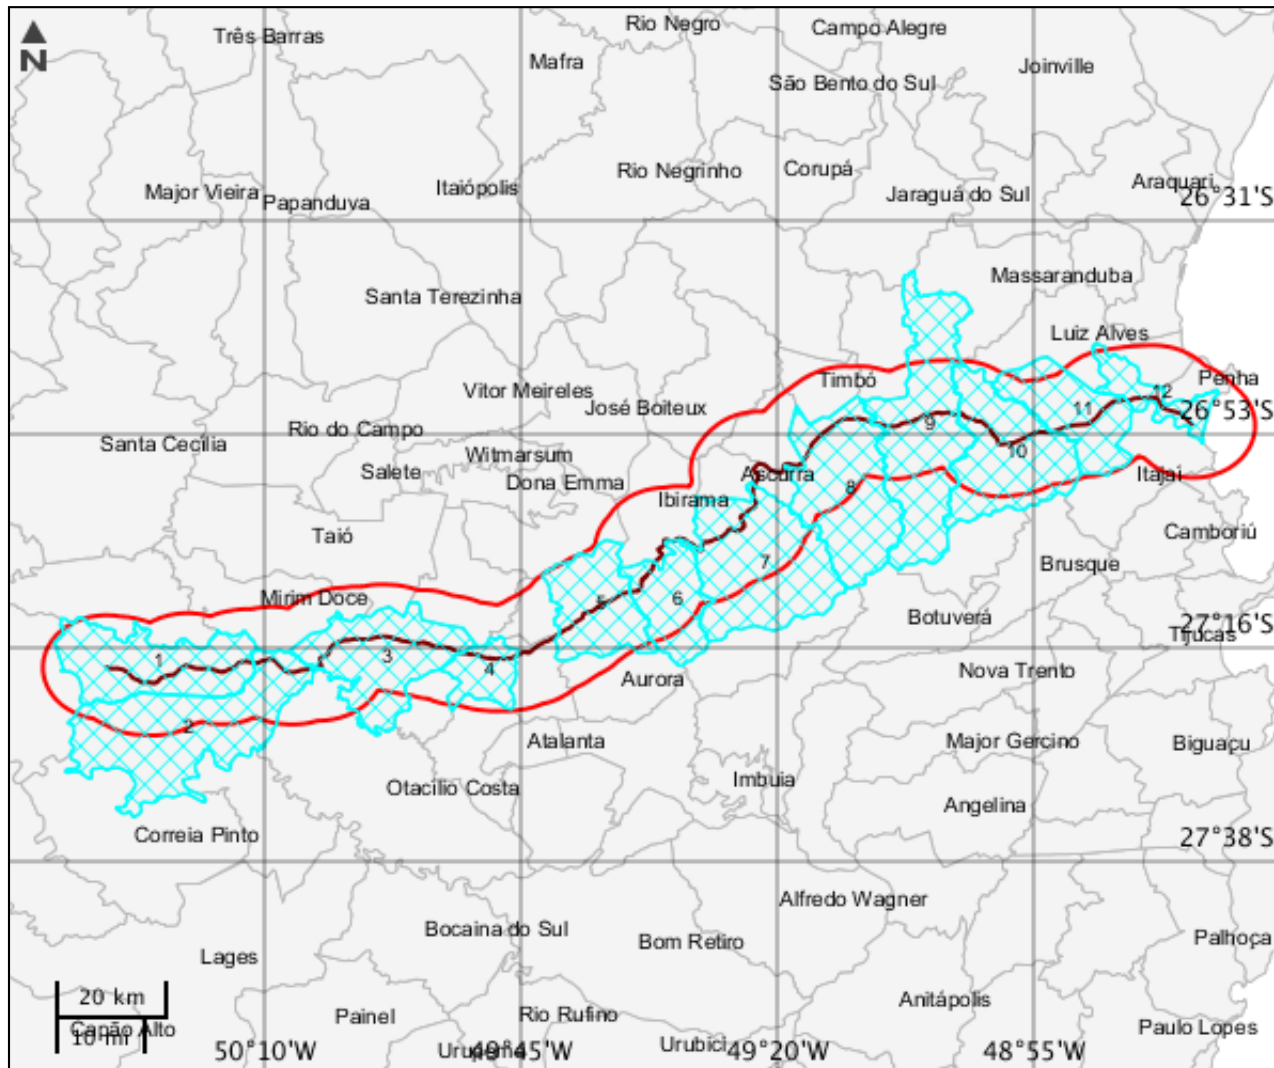 N
Três Barras
Rio Negro
Campo Alegre
Mafra
Joinville
São Bento do Sul
Rio Negrinho
Corupá
Araquari
Major Vieira
Papanduva
Itaiópolis
Jaraguá do Sul
26°31'S
Massaranduba
Santa Terezinha
Luiz Alves
Timbó
Penha
Vitor Meireles
12
José Boiteux
11
26°53'S
Rio do Campo
9
Santa Cecília
10
Witmarsum
Salete
Ascurra
Itajaí
Dona Emma
8
Ibirama
Taió
Camboriú
7
Brusque
Mirim Doce
5
6
Botuverá
27°16'S
Tijucas
1
3
4
Aurora
Nova Trento
2
Atalanta
Major Gercino
Biguaçu
Otacílio Costa
Imbuia
Angelina
Correia Pinto
27°38'S
Alfredo Wagner
Bocaina do Sul
Bom Retiro
Palhoça
Lages
20 km
Anitápolis
Painel
Rio Rufino
Capão Alto
10 mi
Paulo Lopes
Urubici
50°10'W
Urupema
49°45'W
49°20'W
48°55'W